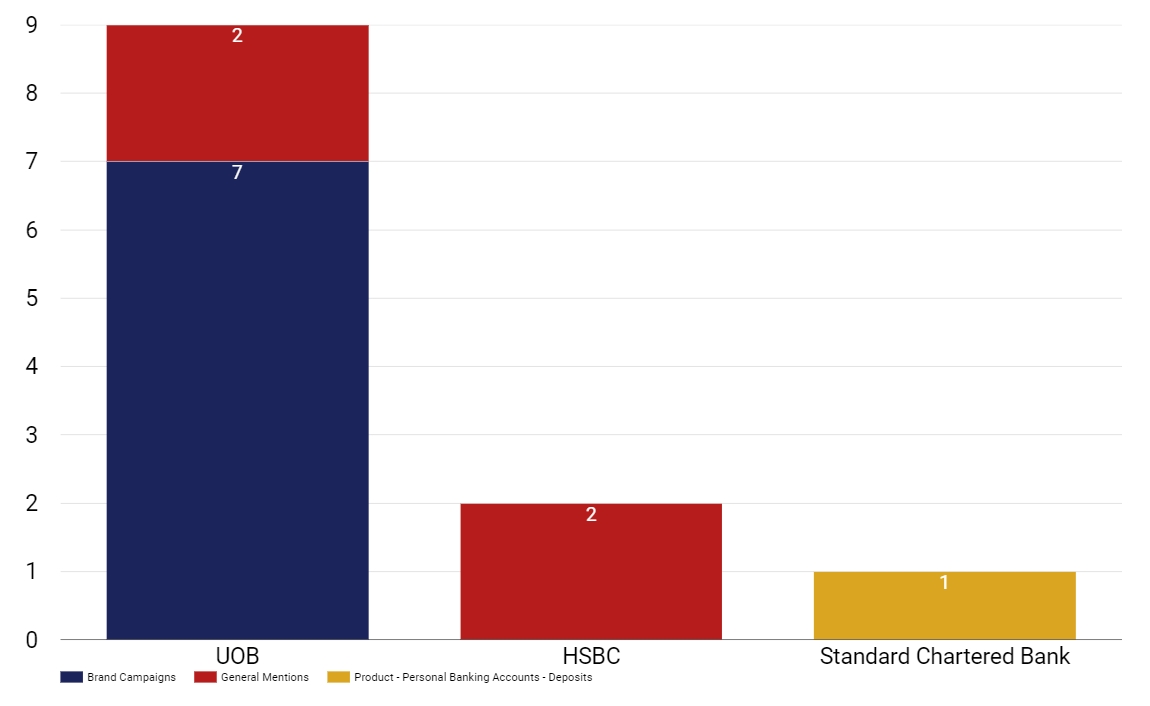 9
2
8
7
7
6
5
4
3
2
2
1
1
0
UOB
HSBC
Standard Chartered Bank
Brand Campaigns
General Mentions
Product - Personal Banking Accounts - Deposits